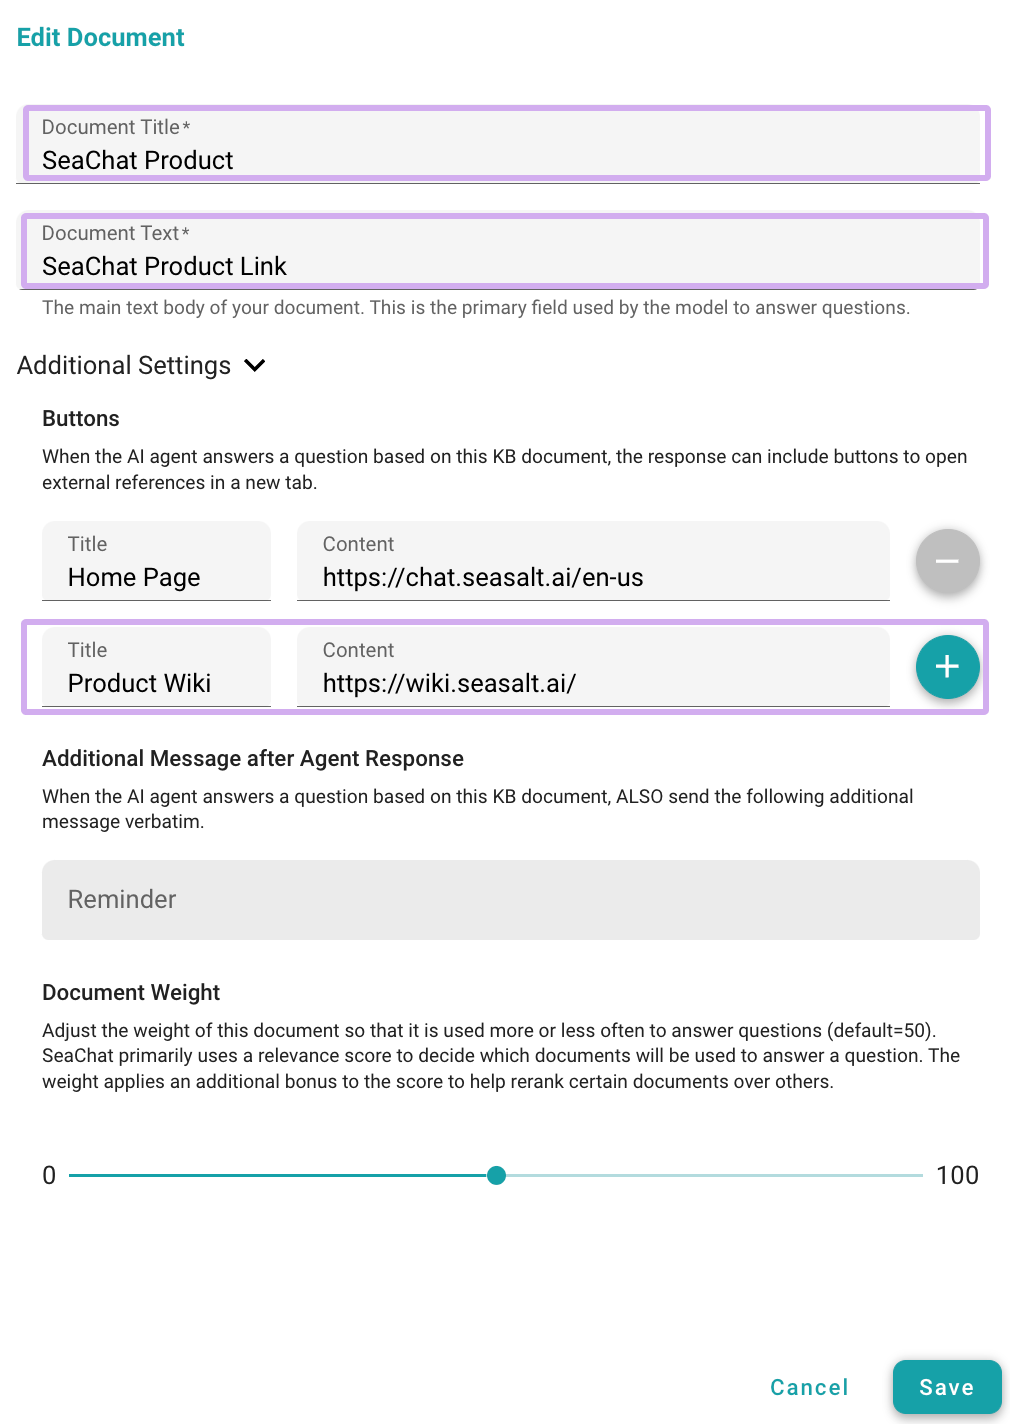 Edit Document
Document Title*
SeaChat Product
Document Text*
SeaChat Product Link
The main text body of your document. This is the primary field used by the model to answer questions.
Additional Settings
Buttons
When the AI agent answers a question based on this KB document, the response can include buttons to open
external references in a new tab.
Title
Home Page
Content
https://chat.seasalt.ai/en-us
Title
Product Wiki
Content
https://wiki.seasalt.ai/
Additional Message after Agent Response
When the AI agent answers a question based on this KB document, ALSO send the following additional
message verbatim.
Reminder
Document Weight
Adjust the weight of this document so that it is used more or less often to answer questions (default=50).
SeaChat primarily uses a relevance score to decide which documents will be used to answer a question. The
weight applies an additional bonus to the score to help rerank certain documents over others.
0 100
Cancel Save